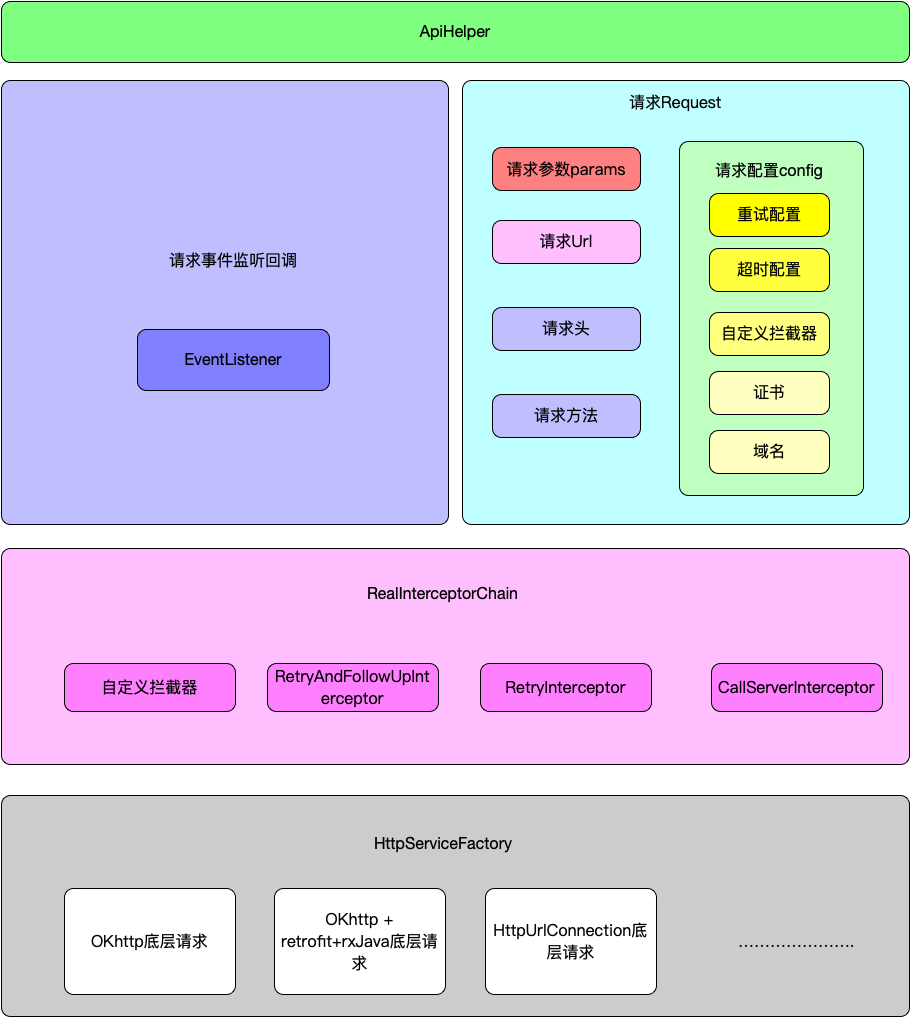 ApiHelper
请求事件监听回调
EventListener
请求Request
请求参数params
请求Url
请求头
请求方法
请求配置config
重试配置
超时配置
自定义拦截器
证书
域名
RealInterceptorChain
自定义拦截器
RetryAndFollowUpInt
erceptor
RetryInterceptor
CallServerInterceptor
HttpServiceFactory
OKhttp底层请求
OKhttp +
retrofit+rxJava底层请
求
HttpUrlConnection底
层请求
......................